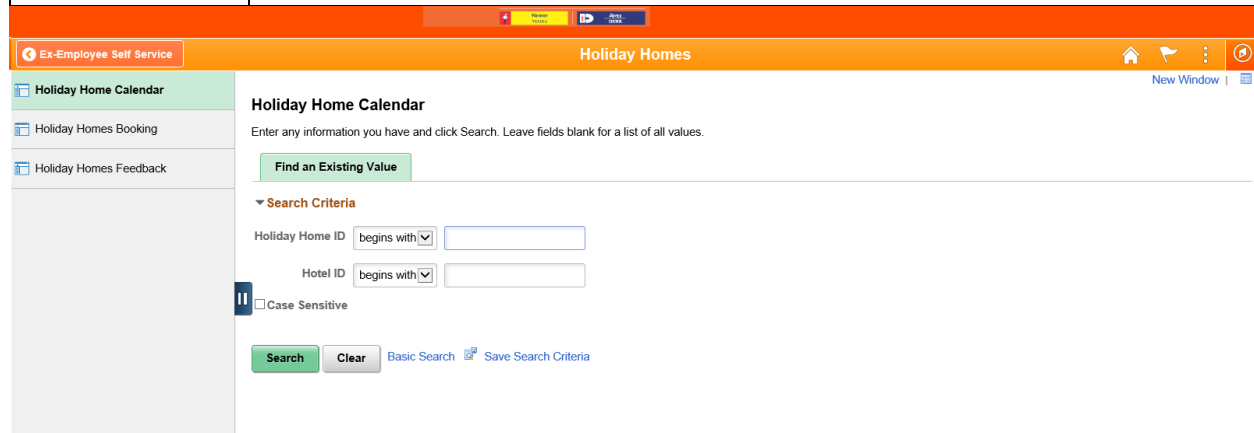 विजया
VIJAYA
देना
DENA
Ex-Employee Self Service
Holiday Homes
New Window |
Holiday Home Calendar
Holiday Homes Booking
Holiday Homes Feedback
Holiday Home Calendar
Enter any information you have and click Search. Leave fields blank for a list of all values.
Find an Existing Value
Search Criteria
Holiday Home ID begins with
Hotel ID begins with
Case Sensitive
Search Clear Basic Search Save Search Criteria